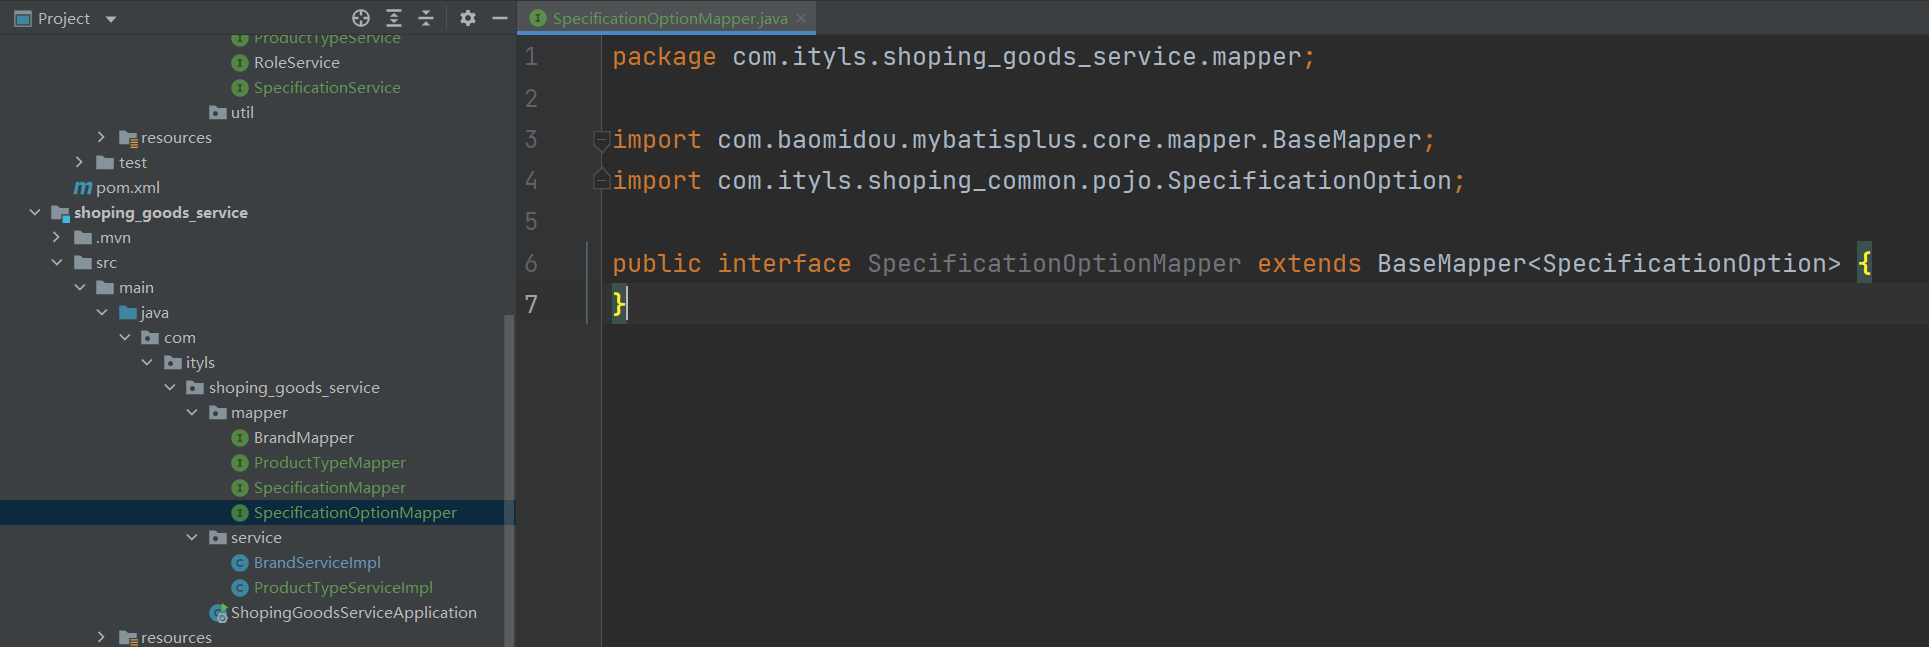 Project
SpecificationOptionMapper.java
ProductTypeService
RoleService
SpecificationService
util
resources
test
pom.xml
shoping_goods_service
.mvn
src
main
java
com
ityls
shoping_goods_service
mapper
BrandMapper
ProductTypeMapper
SpecificationMapper
SpecificationOptionMapper
service
BrandServiceImpl
ProductTypeServiceImpl
ShopingGoodsServiceApplication
resources
1 package com.ityls.shoping_goods_service.mapper;
2
3 import com.baomidou.mybatisplus.core.mapper.BaseMapper;
4 import com.ityls.shoping_common.pojo.SpecificationOption;
5
6 public interface SpecificationOptionMapper extends BaseMapper<SpecificationOption> {
7 }